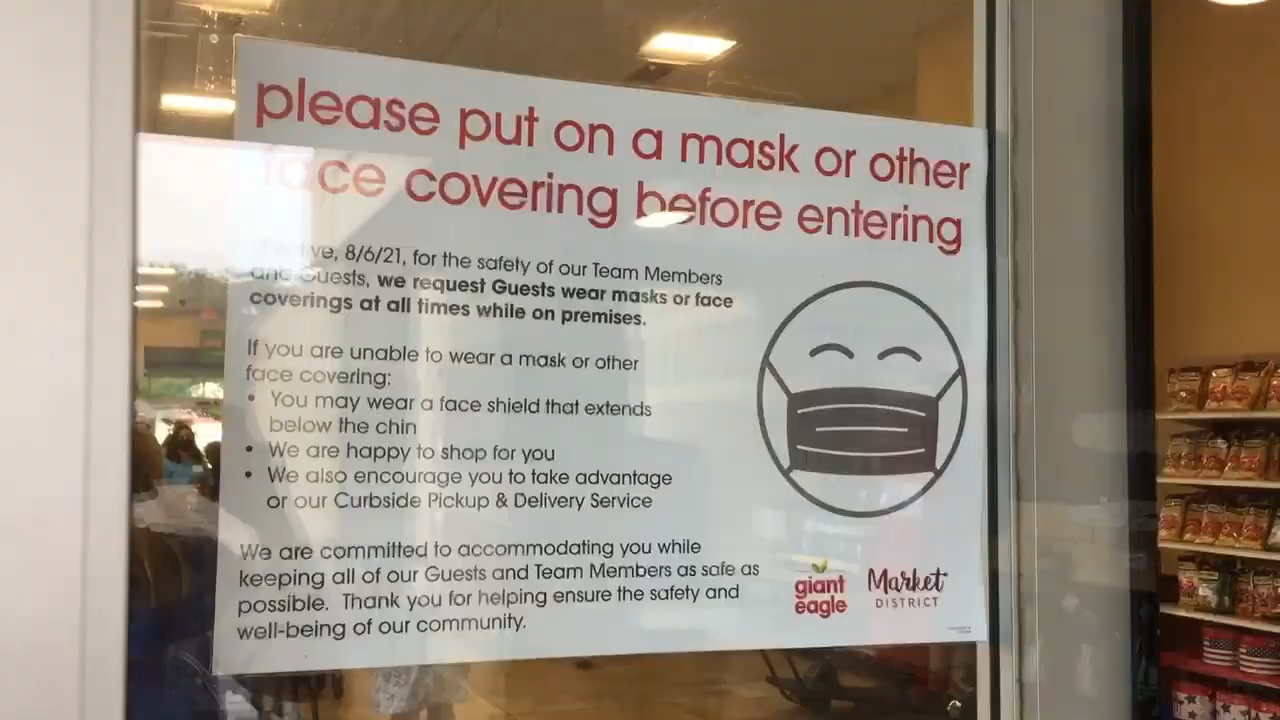 please put on a mask or other
face covering before entering
8/6/21, for the safety of our Team Members
and Guests, we request Guests wear masks or face
coverings at all times while on premises.
If you are unable to wear a mask or other
face covering:
• You may wear a face shield that extends
below the chin
• We are happy to shop for you
• We also encourage you to take advantage
or our Curbside Pickup & Delivery Service
We are committed to accommodating you while
keeping all of our Guests and Team Members as safe as
possible. Thank you for helping ensure the safety and
well-being of our community.
giant
eagle
Market
DISTRICT